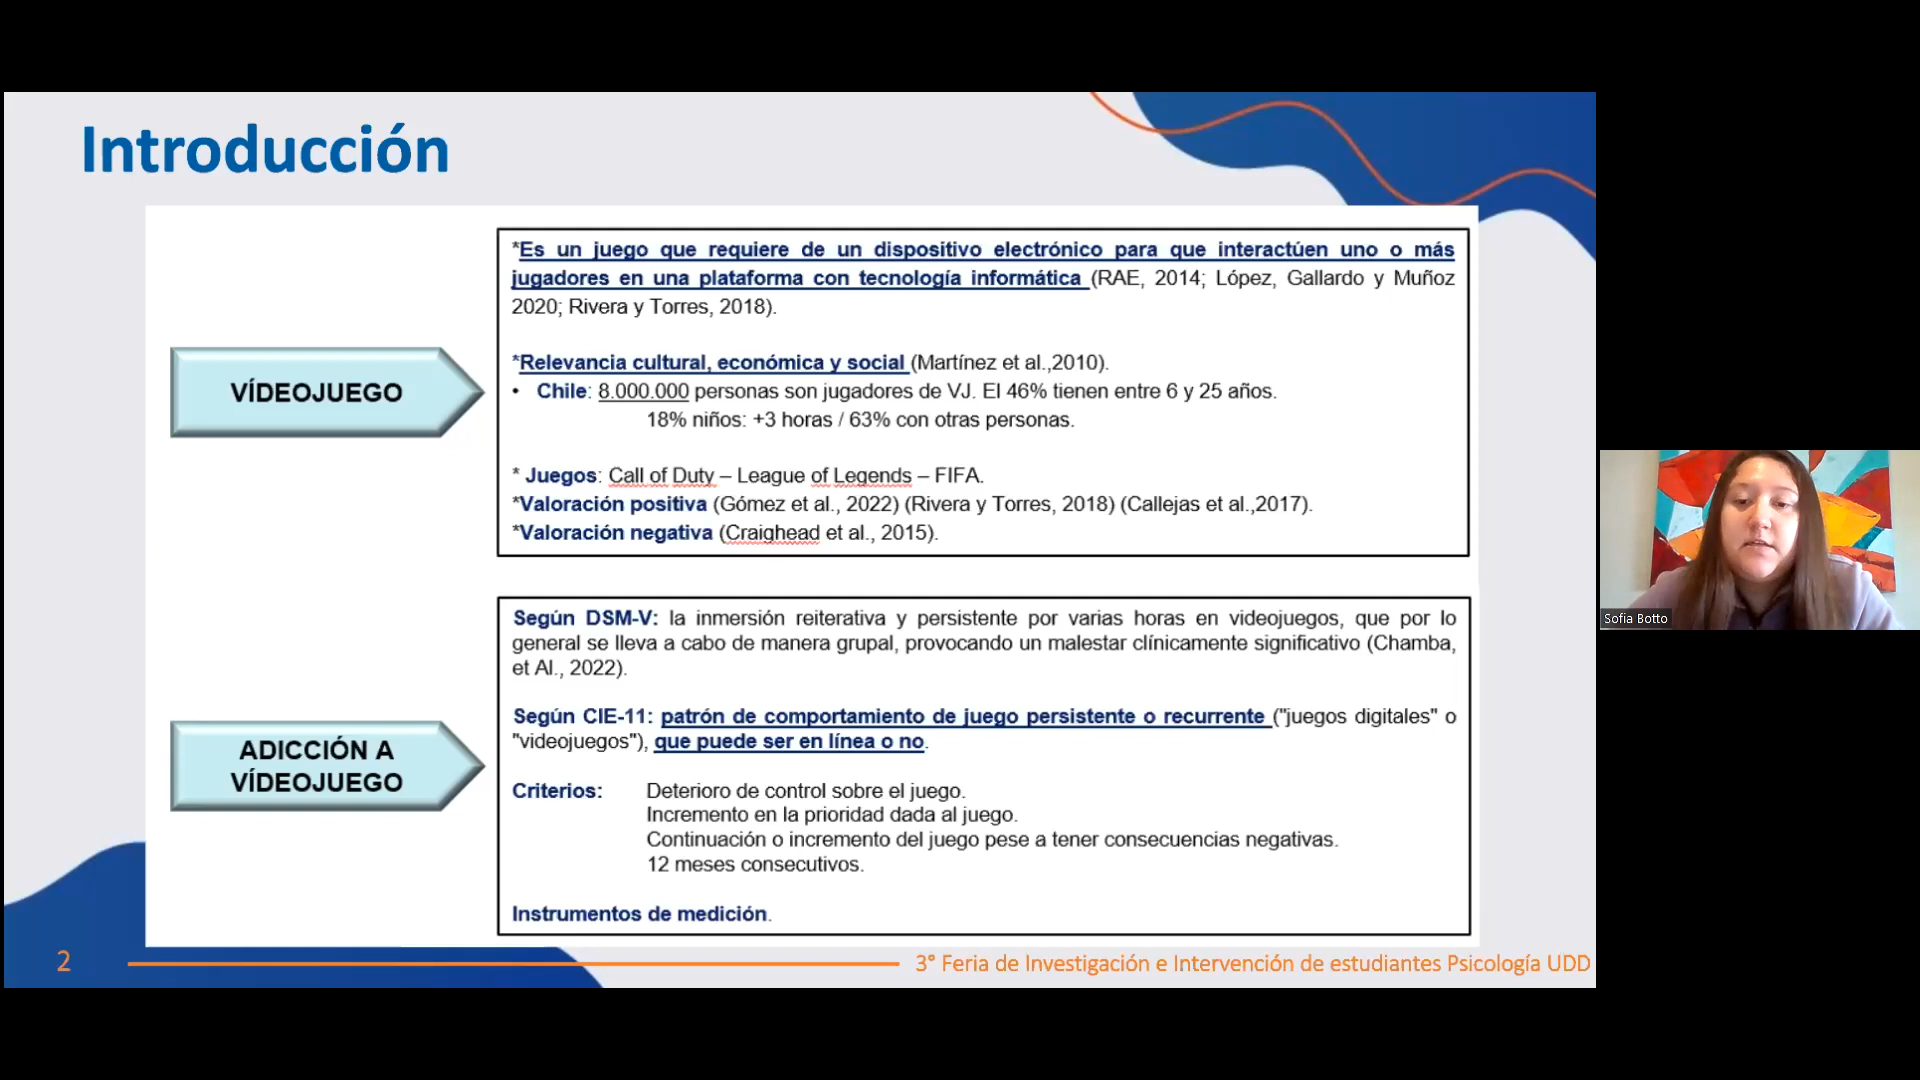 Introducción
VÍDEOJUEGO
*Es un juego que requiere de un dispositivo electrónico para que interactúen uno o más
jugadores en una plataforma con tecnología informática (RAE, 2014; López, Gallardo y Muñoz
2020; Rivera y Torres, 2018).
*Relevancia cultural, económica y social (Martínez et al.,2010).
• Chile: 8.000.000 personas son jugadores de VJ. El 46% tienen entre 6 y 25 años.
18% niños: +3 horas / 63% con otras personas.
* Juegos: Call of Duty – League of Legends – FIFA.
*Valoración positiva (Gómez et al., 2022) (Rivera y Torres, 2018) (Callejas et al.,2017).
*Valoración negativa (Craighead et al., 2015).
ADICCIÓN A
VÍDEOJUEGO
Según DSM-V: la inmersión reiterativa y persistente por varias horas en videojuegos, que por lo
general se lleva a cabo de manera grupal, provocando un malestar clínicamente significativo (Chamba,
et Al., 2022).
Según CIE-11: patrón de comportamiento de juego persistente o recurrente ("juegos digitales" o
"videojuegos"), que puede ser en línea o no.
Criterios: Deterioro de control sobre el juego.
Incremento en la prioridad dada al juego.
Continuación o incremento del juego pese a tener consecuencias negativas.
12 meses consecutivos.
Instrumentos de medición.
2
3° Feria de Investigación e Intervención de estudiantes Psicología UDD
Sofia Botto